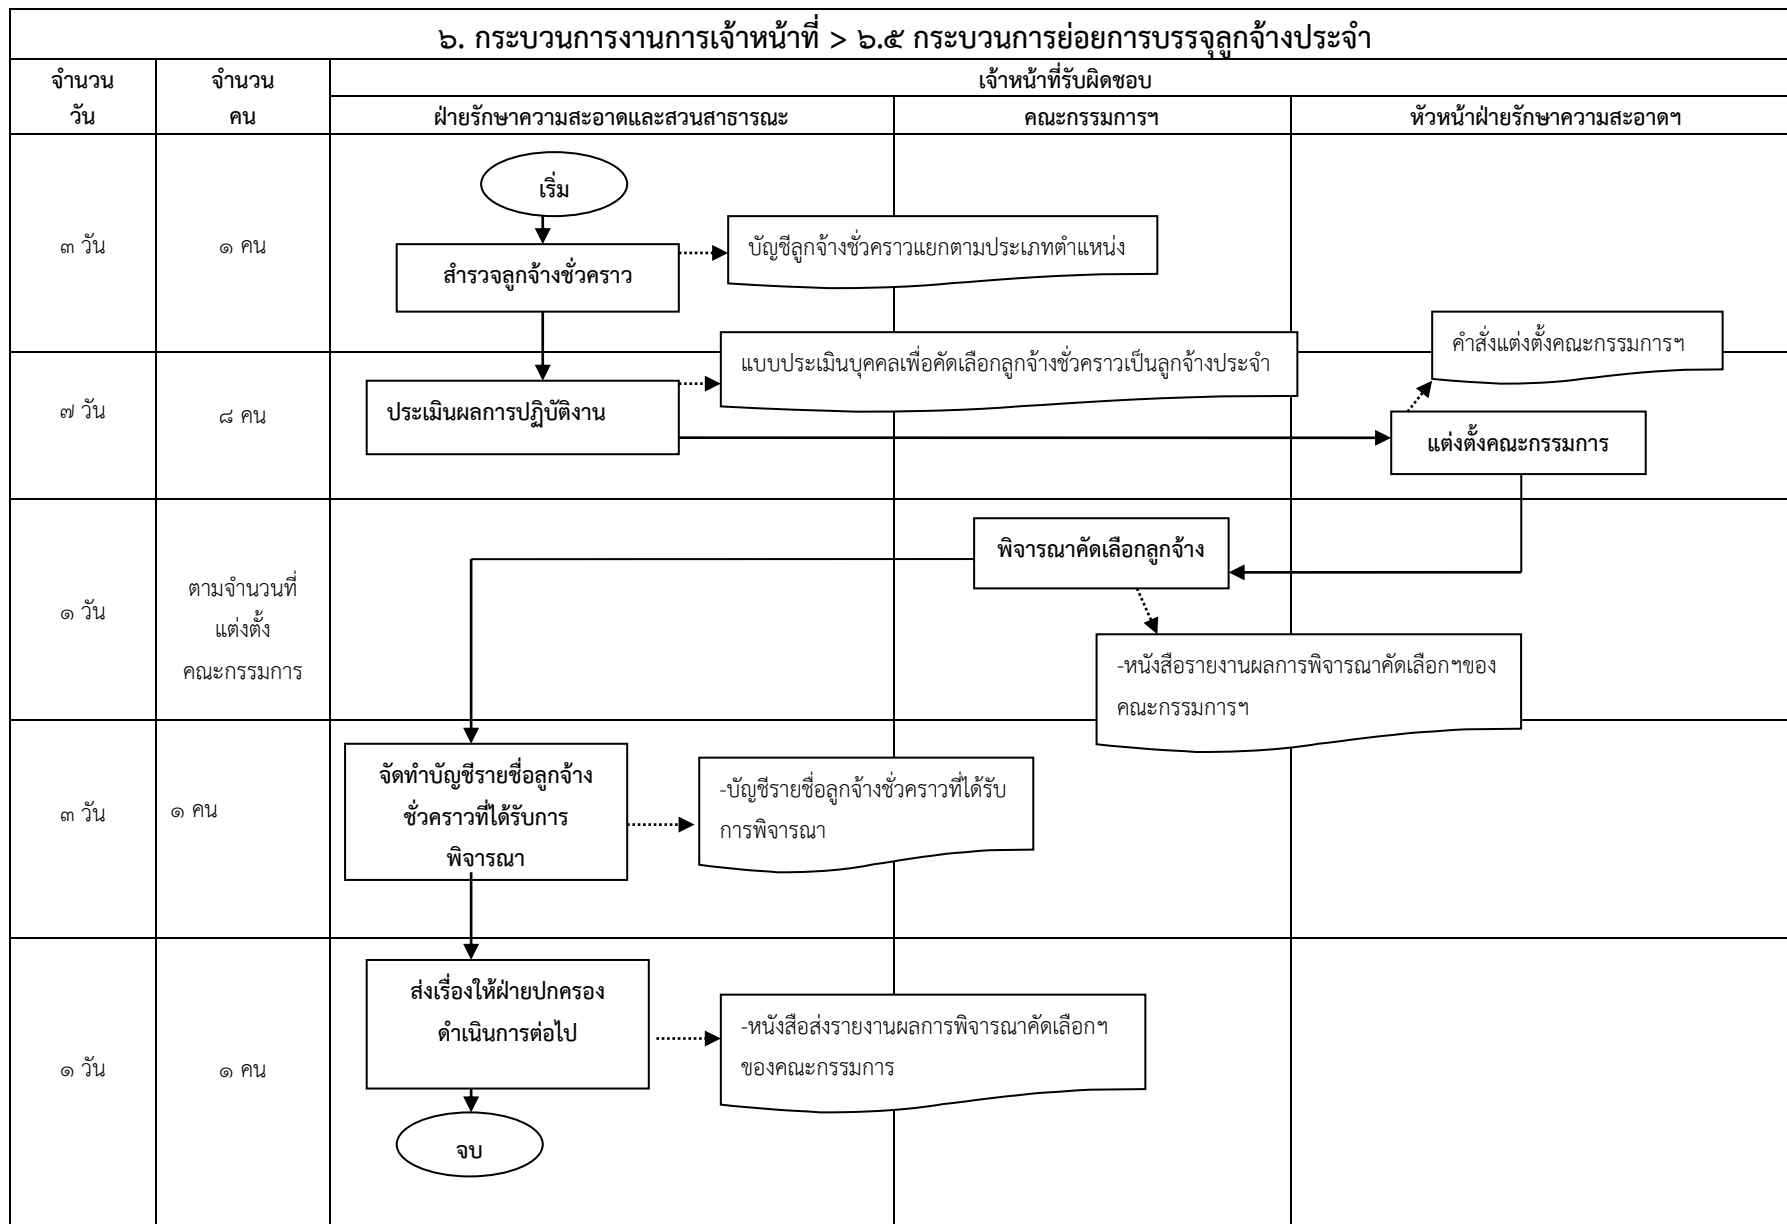 ๖. กระบวนการงานการเจ้าหน้าที่ > ๖.๕ กระบวนการย่อยการบรรจุลูกจ้างประจำ
จำนวน
วัน
จำนวน
คน
เจ้าหน้าที่รับผิดชอบ
ฝ่ายรักษาความสะอาดและสวนสาธารณะ
คณะกรรมการฯ
หัวหน้าฝ่ายรักษาความสะอาดฯ
๓ วัน
๑ คน
เริ่ม
สำรวจลูกจ้างชั่วคราว
บัญชีลูกจ้างชั่วคราวแยกตามประเภทตำแหน่ง
๗ วัน
๘ คน
ประเมินผลการปฏิบัติงาน
แบบประเมินบุคคลเพื่อคัดเลือกลูกจ้างชั่วคราวเป็นลูกจ้างประจำ
คำสั่งแต่งตั้งคณะกรรมการฯ
แต่งตั้งคณะกรรมการ
๑ วัน
ตามจำนวนที่
แต่งตั้ง
คณะกรรมการ
พิจารณาคัดเลือกลูกจ้าง
-หนังสือรายงานผลการพิจารณาคัดเลือกฯของ
คณะกรรมการฯ
๓ วัน
๑ คน
จัดทำบัญชีรายชื่อลูกจ้าง
ชั่วคราวที่ได้รับการ
พิจารณา
-บัญชีรายชื่อลูกจ้างชั่วคราวที่ได้รับ
การพิจารณา
๑ วัน
๑ คน
ส่งเรื่องให้ฝ่ายปกครอง
ดำเนินการต่อไป
-หนังสือส่งรายงานผลการพิจารณาคัดเลือกฯ
ของคณะกรรมการ
จบ